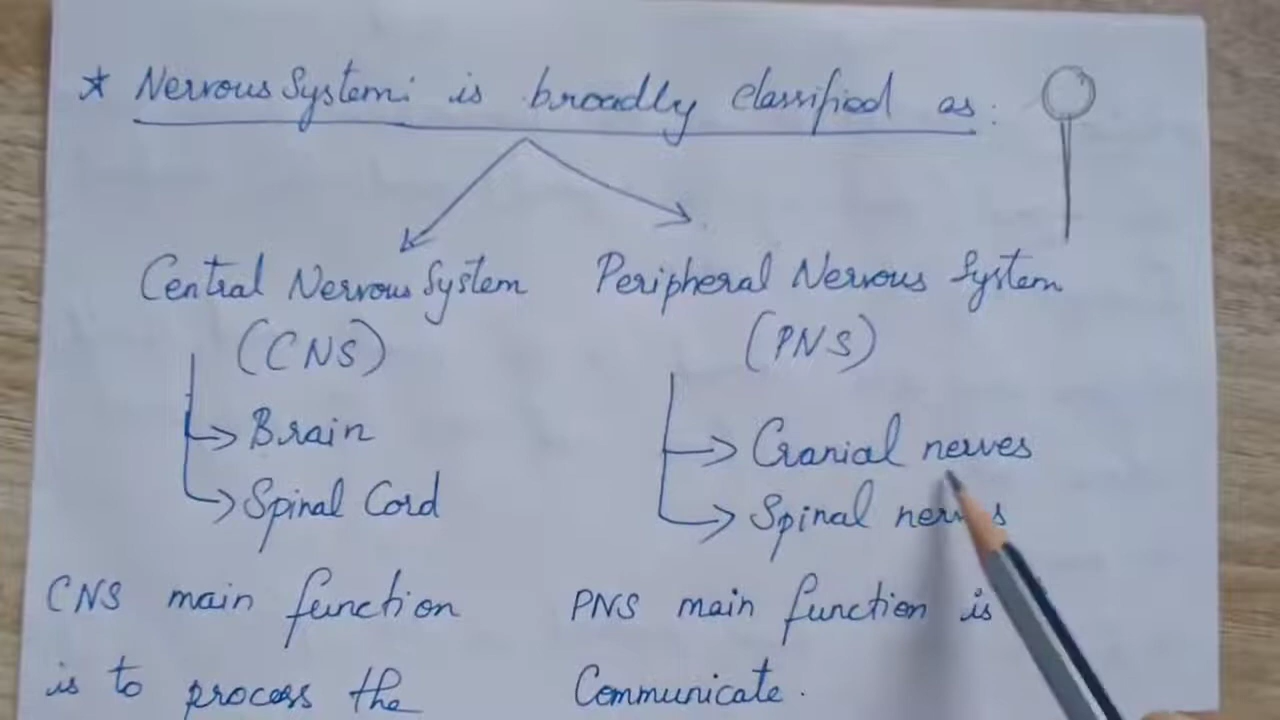 * Nervous System: is broadly classified as:
Central Nervous System
(CNS)
→ Brain
→ Spinal Cord
CNS main function
is to process the
Peripheral Nervous System
(PNS)
→ Cranial nerves
→ Spinal nerves
PNS main function is
Communicate.